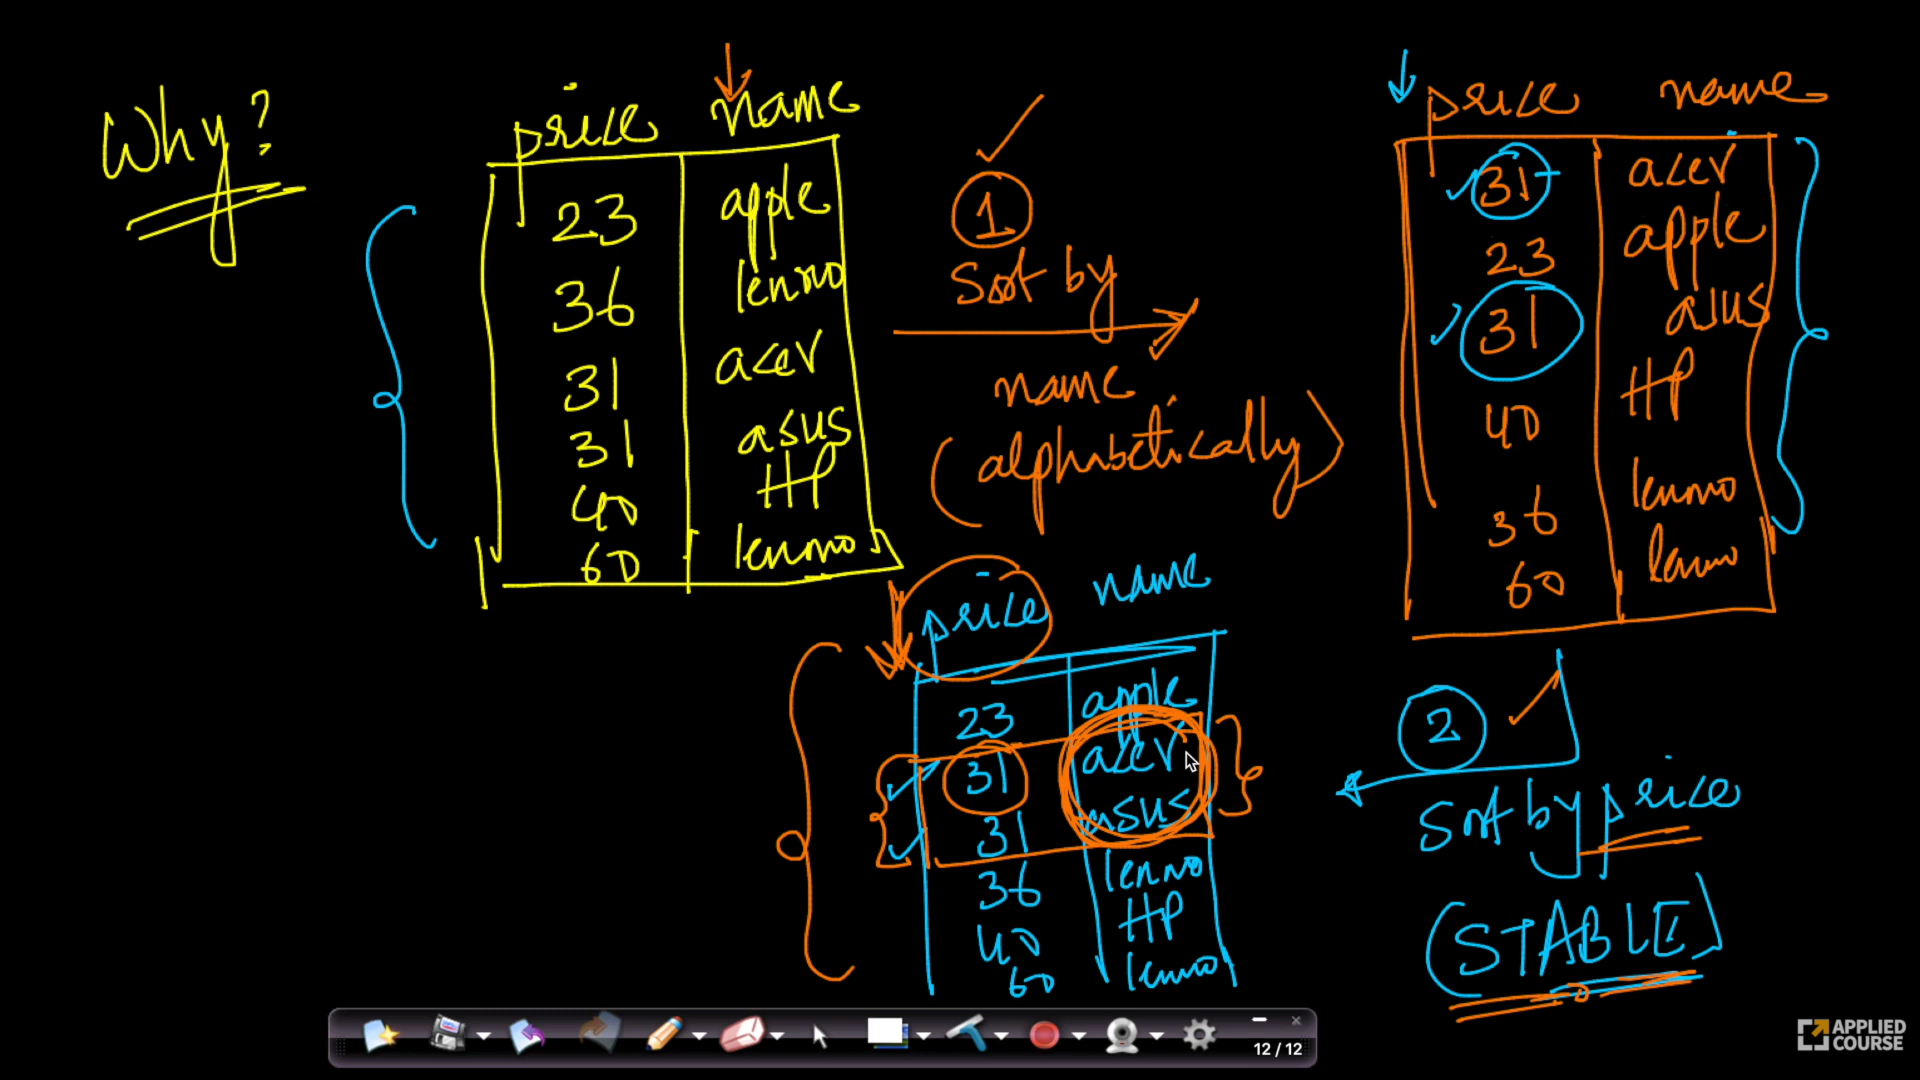 Why?
price name
23 apple
36 lenovo
31 acer
31 asus
40 HP
60 lenovo
1
Sort by
name
(alphabetically)
price name
31 acer
23 apple
31 asus
40 HP
36 lenovo
60 lenovo
2
Sort by price
(STABLE)
price name
23 apple
31 acer
31 asus
36 lenovo
40 HP
60 lenovo
12 / 12
APPLIED
COURSE